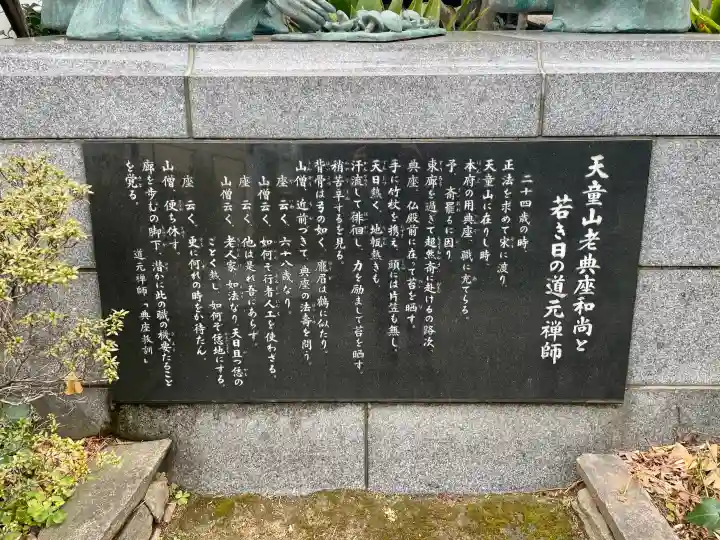 天童山老典座和尚と
若き日の道元禅師
二十四歳の時
正法を求めて宋に渡り、
天童山に在りし時、
本府の用典座、職に充てらる。
予、斎罷るに因り
東廊を過ぎて超然斎に赴けるの路次、
典座、仏殿前に在って苔を晒す。
手に竹杖を携え、頭には片笠も無し。
天日熱く、地甎熱きも、
汗流して徘徊し、力を励まして苔を晒す。
稍苦辛するを見る。
背骨は弓の如く、龐眉は鶴に似たり。
山僧、近前づきて、典座の法寿を問う。
座云く、六十八歳なり。
山僧云く、如何ぞ行者人工を使わざる。
座云く、他は是れ吾にあらず。
山僧云く、老人家、如法なり、天日且つ恁の
ごとく熱し、如何ぞ恁地にする。
座云く、更に何れの時をか待たん。
山僧、便ち休す。
廊を歩むの脚下、潜かに此の職の機要たること
を覚る。
道元禅師「典座教訓」